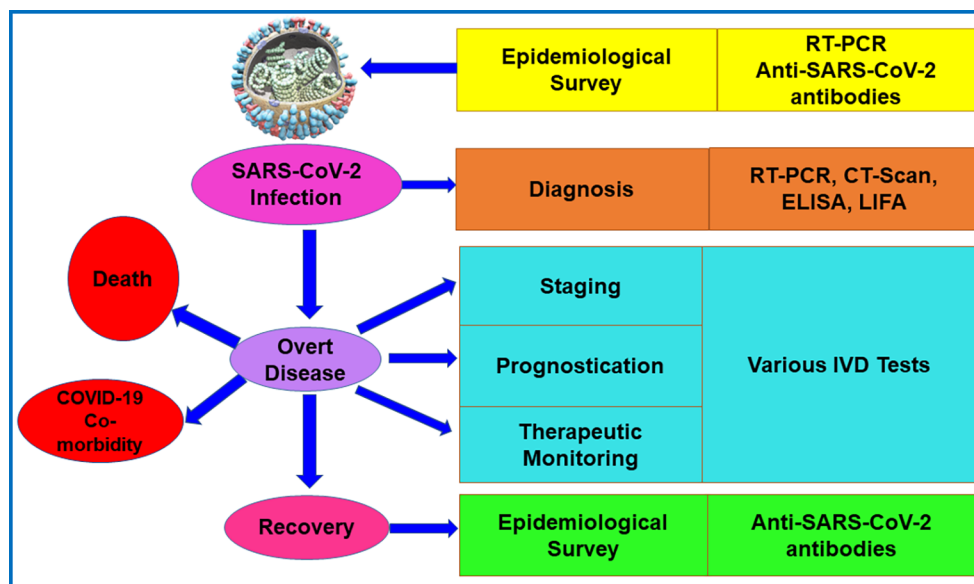 Epidemiological
Survey
RT-PCR
Anti-SARS-CoV-2
antibodies
SARS-CoV-2
Infection
Diagnosis
RT-PCR, CT-Scan,
ELISA, LIFA
Death
Staging
Overt
Disease
Prognostication
Various IVD Tests
COVID-19
Co-
morbidity
Therapeutic
Monitoring
Recovery
Epidemiological
Survey
Anti-SARS-CoV-2
antibodies